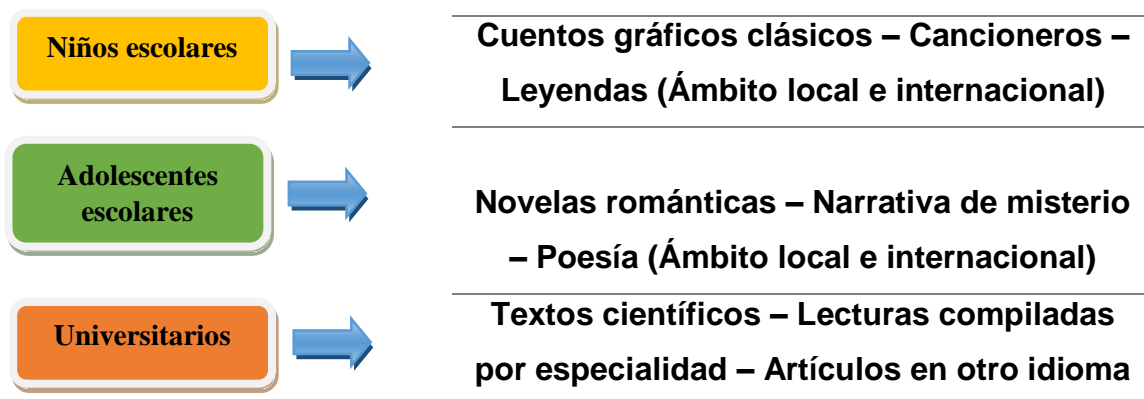 Niños escolares
Cuentos gráficos clásicos – Cancioneros –
Leyendas (Ámbito local e internacional)
Adolescentes
escolares
Novelas románticas – Narrativa de misterio
– Poesía (Ámbito local e internacional)
Universitarios
Textos científicos – Lecturas compiladas
por especialidad – Artículos en otro idioma